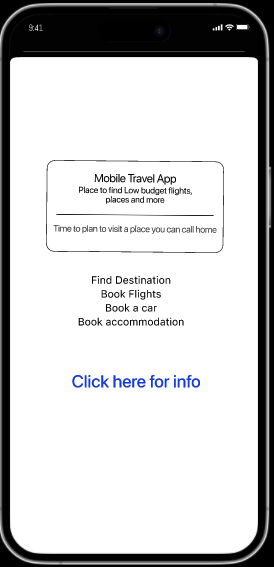 9:41
Mobile Travel App
Place to find Low budget flights,
places and more
Time to plan to visit a place you can call home
Find Destination
Book Flights
Book a car
Book accommodation
Click here for info